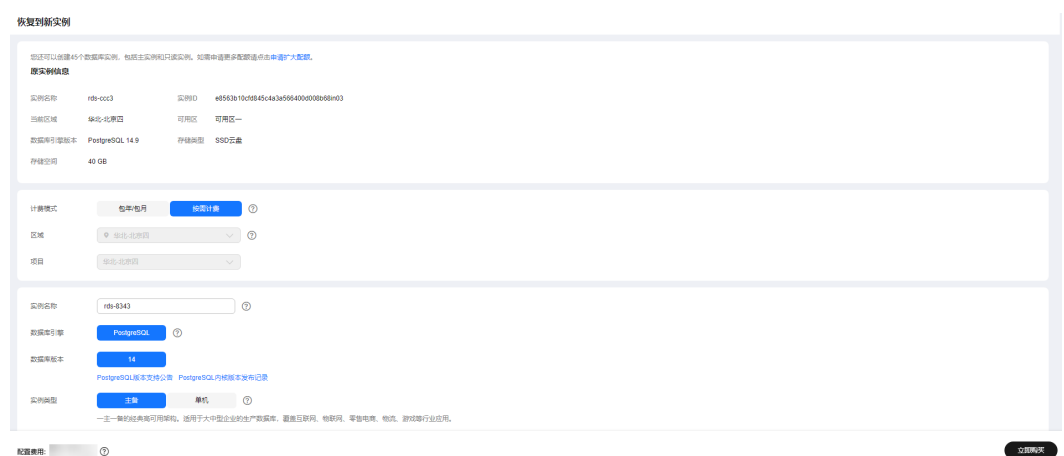 恢复到新实例
您还可以创建45个数据库实例，包括主实例和只读实例。如需申请更多配额请点击申请扩大配额。
原实例信息
实例名称 rds-ccc3 实例ID e8563b10cfd845c4a3a566400d008b68in03
当前区域 华北-北京四 可用区 可用区一
数据库引擎版本 PostgreSQL 14.9 存储类型 SSD云盘
存储空间 40 GB
计费模式 包年/包月 按需计费
区域 华北-北京四
项目 华北-北京四
实例名称 rds-8343
数据库引擎 PostgreSQL
数据库版本 14
PostgreSQL版本支持公告 PostgreSQL内核版本发布记录
实例类型 主备 单机
一主一备的经典高可用架构。适用于大中型企业的生产数据库，覆盖互联网、物联网、零售电商、物流、游戏等行业应用。
配置费用: 立即购买